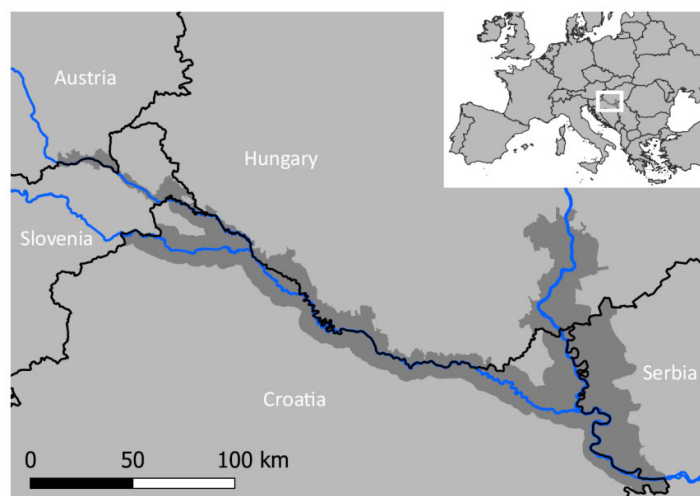 Austria
Hungary
Slovenia
Serbia
Croatia
0 50 100 km